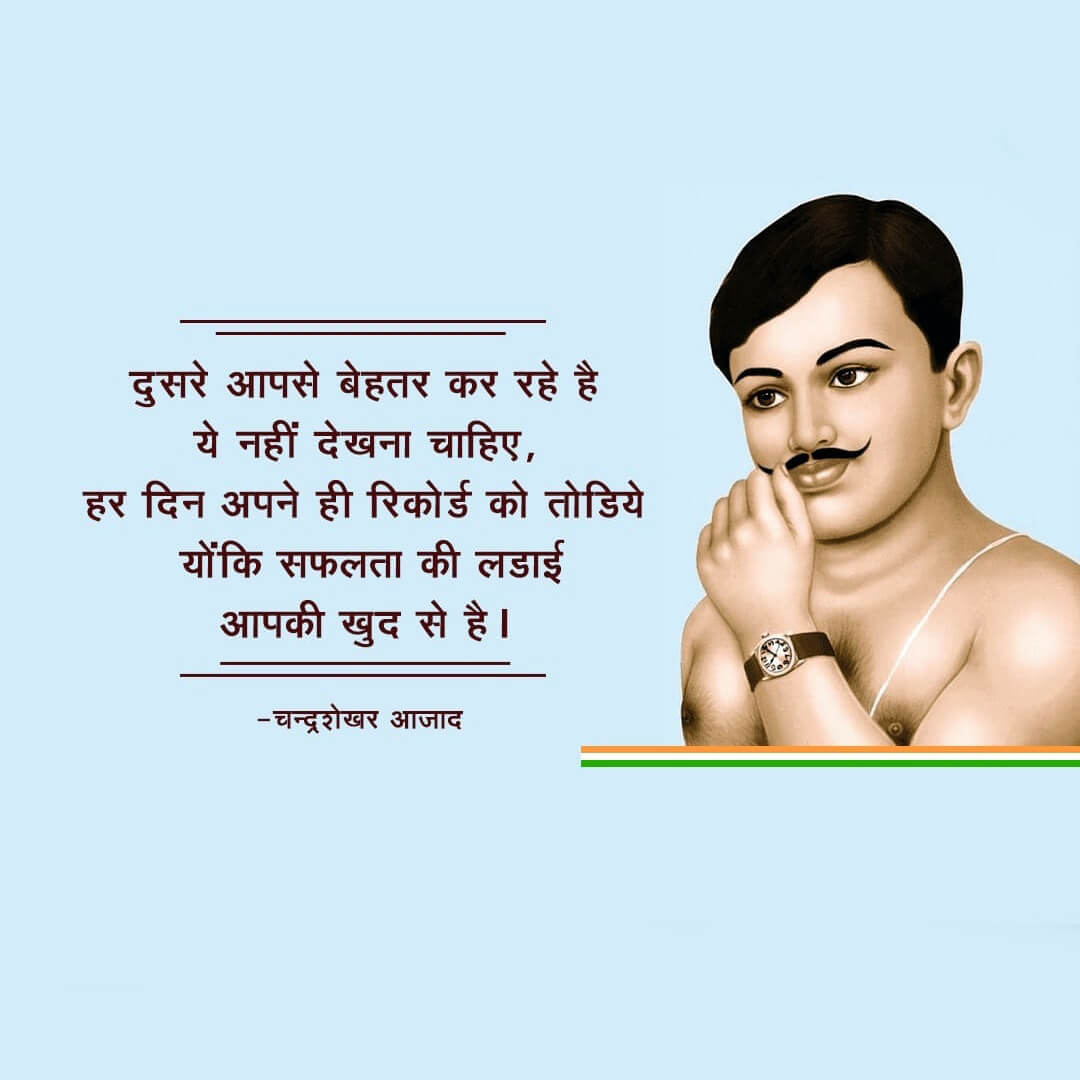 दुसरे आपसे बेहतर कर रहे है
ये नहीं देखना चाहिए,
हर दिन अपने ही रिकोर्ड को तोडिये
योंकि सफलता की लडाई
आपकी खुद से है।
-चन्द्रशेखर आजाद